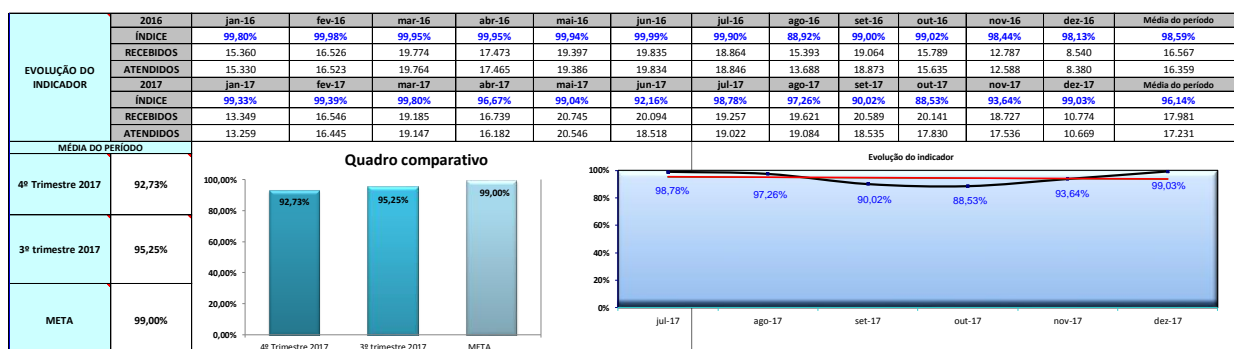 2016 jan-16 fev-16 mar-16 abr-16 mai-16 jun-16 jul-16 ago-16 set-16 out-16 nov-16 dez-16 Média do período
ÍNDICE 99,80% 99,98% 99,95% 99,95% 99,94% 99,99% 99,90% 88,92% 99,00% 99,02% 98,44% 98,13% 98,59%
RECEBIDOS 15.360 16.526 19.774 17.473 19.397 19.835 18.864 15.393 19.064 15.789 12.787 8.540 16.567
EVOLUÇÃO DO INDICADOR
ATENDIDOS 15.330 16.523 19.764 17.465 19.386 19.834 18.846 13.688 18.873 15.635 12.588 8.380 16.359
2017 jan-17 fev-17 mar-17 abr-17 mai-17 jun-17 jul-17 ago-17 set-17 out-17 nov-17 dez-17 Média do período
ÍNDICE 99,33% 99,39% 99,80% 96,67% 99,04% 92,16% 98,78% 97,26% 90,02% 88,53% 93,64% 99,03% 96,14%
RECEBIDOS 13.349 16.546 19.185 16.739 20.745 20.094 19.257 19.621 20.589 20.141 18.727 10.774 17.981
ATENDIDOS 13.259 16.445 19.147 16.182 20.546 18.518 19.022 19.084 18.535 17.830 17.536 10.669 17.231
MÉDIA DO PERÍODO
4º Trimestre 2017 92,73%
3º trimestre 2017 95,25%
META 99,00%
Quadro comparativo
100,00%
80,00%
60,00%
40,00%
20,00%
0,00%
92,73% 95,25% 99,00%
4º Trimestre 2017 3º trimestre 2017 META
Evolução do indicador
100%
80%
60%
40%
20%
0%
98,78% 97,26% 90,02% 88,53% 93,64% 99,03%
jul-17 ago-17 set-17 out-17 nov-17 dez-17